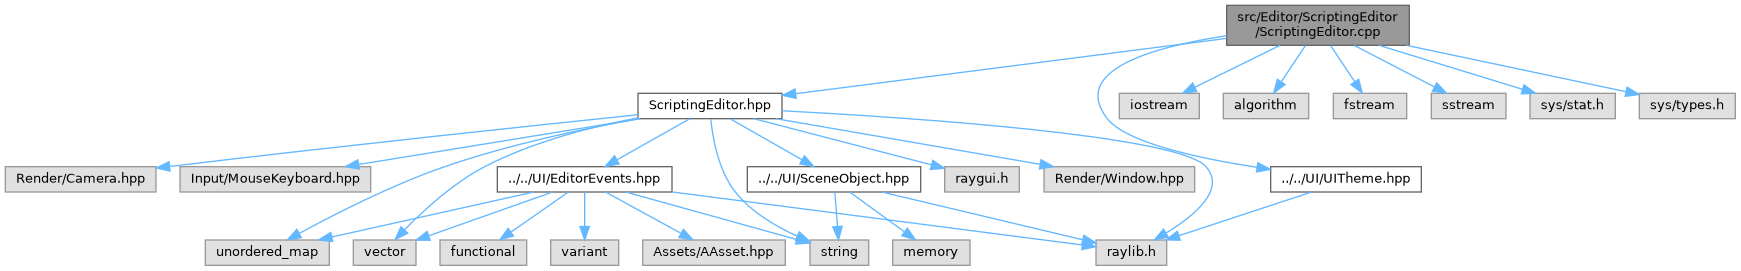 src/Editor/ScriptingEditor
/ScriptingEditor.cpp
ScriptingEditor.hpp
iostream
algorithm
fstream
sstream
sys/stat.h
sys/types.h
Render/Camera.hpp
Input/MouseKeyboard.hpp
../../UI/EditorEvents.hpp
../../UI/SceneObject.hpp
raygui.h
Render/Window.hpp
../../UI/UITheme.hpp
unordered_map
vector
functional
variant
Assets/AAsset.hpp
string
memory
raylib.h